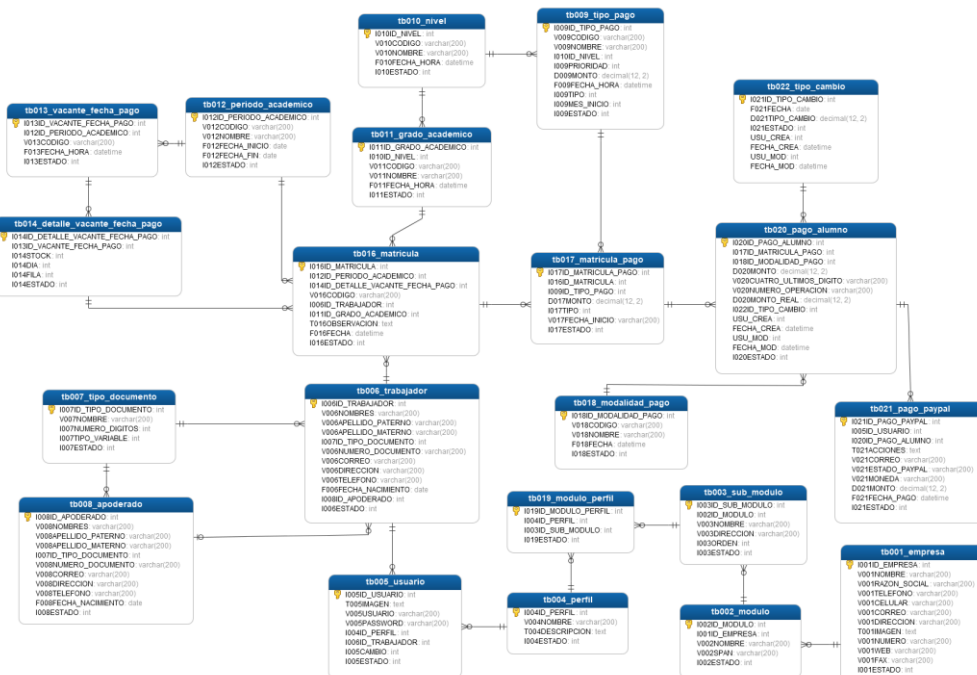 tb010_nivel
I010ID_NIVEL: int
V010CODIGO: varchar(200)
V010NOMBRE: varchar(200)
F010FECHA_HORA: datetime
I010ESTADO: int
tb009_tipo_pago
I009ID_TIPO_PAGO: int
V009CODIGO: varchar(200)
V009NOMBRE: varchar(200)
I010ID_NIVEL: int
I009PRIORIDAD: int
D009MONTO: decimal(12, 2)
F009FECHA_HORA: datetime
I009TIPO: int
I009MES_INICIO: int
I009ESTADO: int
tb022_tipo_cambio
I021ID_TIPO_CAMBIO: int
F021FECHA: date
D021TIPO_CAMBIO: decimal(12, 2)
I021ESTADO: int
USU_CREA: int
FECHA_CREA: datetime
USU_MOD: int
FECHA_MOD: datetime
tb013_vacante_fecha_pago
I013ID_VACANTE_FECHA_PAGO: int
I012ID_PERIODO_ACADEMICO: int
V013CODIGO: varchar(200)
F013FECHA_HORA: datetime
I013ESTADO: int
tb012_periodo_academico
I012ID_PERIODO_ACADEMICO: int
V012CODIGO: varchar(200)
V012NOMBRE: varchar(200)
F012FECHA_INICIO: date
F012FECHA_FIN: date
I012ESTADO: int
tb011_grado_academico
I011ID_GRADO_ACADEMICO: int
I010ID_NIVEL: int
V011CODIGO: varchar(200)
V011NOMBRE: varchar(200)
F011FECHA_HORA: datetime
I011ESTADO: int
tb014_detalle_vacante_fecha_pago
I014ID_DETALLE_VACANTE_FECHA_PAGO: int
I013ID_VACANTE_FECHA_PAGO: int
I014STOCK: int
I014DIA: int
I014FILA: int
I014ESTADO: int
tb016_matricula
I016ID_MATRICULA: int
I012ID_PERIODO_ACADEMICO: int
I014ID_DETALLE_VACANTE_FECHA_PAGO: int
V016CODIGO: varchar(200)
I006ID_TRABAJADOR: int
I011ID_GRADO_ACADEMICO: int
T016OBSERVACION: text
F016FECHA: datetime
I016ESTADO: int
tb017_matricula_pago
I017ID_MATRICULA_PAGO: int
I016ID_MATRICULA: int
I009ID_TIPO_PAGO: int
D017MONTO: decimal(12, 2)
I017TIPO: int
V017FECHA_INICIO: varchar(200)
I017ESTADO: int
tb020_pago_alumno
I020ID_PAGO_ALUMNO: int
I017ID_MATRICULA_PAGO: int
I018ID_MODALIDAD_PAGO: int
D020MONTO: decimal(12, 2)
V020CUATRO_ULTIMOS_DIGITO: varchar(200)
V020NUMERO_OPERACION: varchar(200)
D020MONTO_REAL: decimal(12, 2)
I022ID_TIPO_CAMBIO: int
USU_CREA: int
FECHA_CREA: datetime
USU_MOD: int
FECHA_MOD: datetime
I020ESTADO: int
tb007_tipo_documento
I007ID_TIPO_DOCUMENTO: int
V007NOMBRE: varchar(200)
I007NUMERO_DIGITOS: int
I007TIPO_VARIABLE: int
I007ESTADO: int
tb006_trabajador
I006ID_TRABAJADOR: int
V006NOMBRES: varchar(200)
V006APELLIDO_PATERNO: varchar(200)
V006APELLIDO_MATERNO: varchar(200)
I007ID_TIPO_DOCUMENTO: int
V006NUMERO_DOCUMENTO: varchar(200)
V006CORREO: varchar(200)
V006DIRECCION: varchar(200)
V006TELEFONO: varchar(200)
F006FECHA_NACIMIENTO: date
I008ID_APODERADO: int
I006ESTADO: int
tb018_modalidad_pago
I018ID_MODALIDAD_PAGO: int
V018CODIGO: varchar(200)
V018NOMBRE: varchar(200)
F018FECHA: datetime
I018ESTADO: int
tb021_pago_paypal
I021ID_PAGO_PAYPAL: int
I005ID_USUARIO: int
I020ID_PAGO_ALUMNO: int
T021ACCIONES: text
V021CORREO: varchar(200)
V021ESTADO_PAYPAL: varchar(200)
V021MONEDA: varchar(200)
D021MONTO: decimal(12, 2)
F021FECHA_PAGO: datetime
I021ESTADO: int
tb008_apoderado
I008ID_APODERADO: int
V008NOMBRES: varchar(200)
V008APELLIDO_PATERNO: varchar(200)
V008APELLIDO_MATERNO: varchar(200)
I007ID_TIPO_DOCUMENTO: int
V008NUMERO_DOCUMENTO: varchar(200)
V008CORREO: varchar(200)
V008DIRECCION: varchar(200)
V008TELEFONO: varchar(200)
F008FECHA_NACIMIENTO: date
I008ESTADO: int
tb019_modulo_perfil
I019ID_MODULO_PERFIL: int
I004ID_PERFIL: int
I003ID_SUB_MODULO: int
I019ESTADO: int
tb003_sub_modulo
I003ID_SUB_MODULO: int
I002ID_MODULO: int
V003NOMBRE: varchar(200)
V003DIRECCION: varchar(200)
I003ORDEN: int
I003ESTADO: int
tb005_usuario
I005ID_USUARIO: int
T005IMAGEN: text
V005USUARIO: varchar(200)
V005PASSWORD: varchar(200)
I004ID_PERFIL: int
I006ID_TRABAJADOR: int
I005CAMBIO: int
I005ESTADO: int
tb004_perfil
I004ID_PERFIL: int
V004NOMBRE: varchar(200)
T004DESCRIPCION: text
I004ESTADO: int
tb002_modulo
I002ID_MODULO: int
I001ID_EMPRESA: int
V002NOMBRE: varchar(200)
V002SPAN: varchar(200)
I002ESTADO: int
tb001_empresa
I001ID_EMPRESA: int
V001NOMBRE: varchar(200)
V001RAZON_SOCIAL: varchar(200)
V001TELEFONO: varchar(200)
V001CELULAR: varchar(200)
V001CORREO: varchar(200)
V001DIRECCION: varchar(200)
T001IMAGEN: text
V001NUMERO: varchar(200)
V001WEB: varchar(200)
V001FAX: varchar(200)
I001ESTADO: int